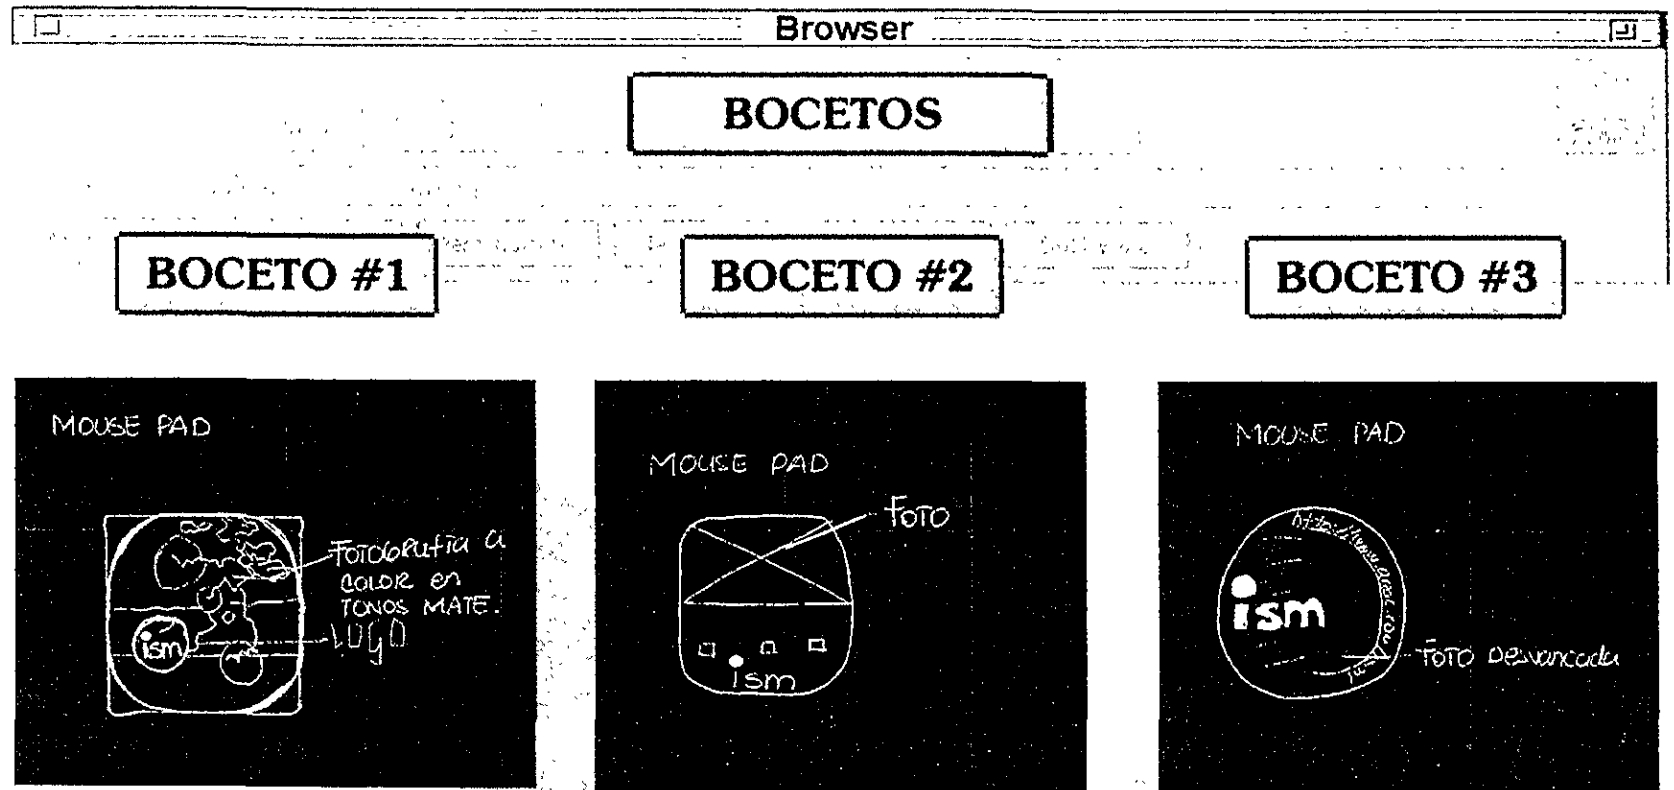 Browser
BOCETOS
BOCETO #1
BOCETO #2
BOCETO #3
MOUSE PAD
FOTOGRAFIA a
COLOR en
TONOS MATE.
LOGO
ism
MOUSE PAD
FOTO
ism
MOUSE PAD
ism
FOTO Desvancada